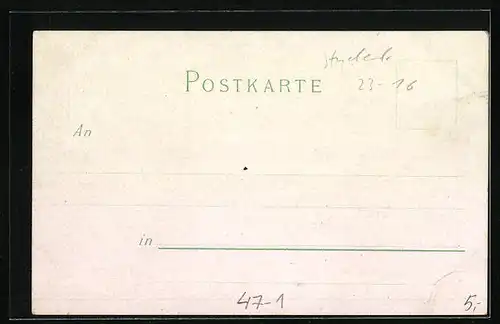 POSTKARTE
23-16
An
in
47-1
5,-